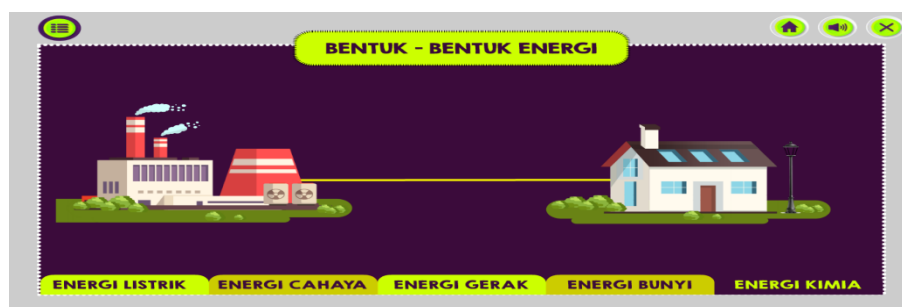 BENTUK - BENTUK ENERGI
ENERGI LISTRIK
ENERGI CAHAYA
ENERGI GERAK
ENERGI BUNYI
ENERGI KIMIA